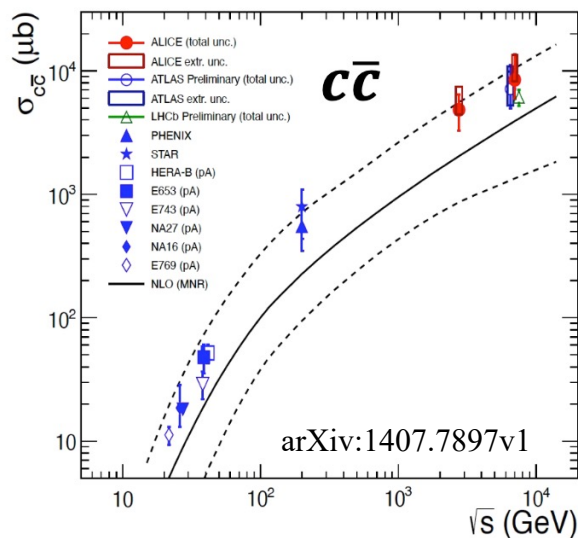 σcc̄ (μb)
10⁴
10³
10²
10
ALICE (total unc.)
ALICE extr. unc.
ATLAS Preliminary (total unc.)
ATLAS extr. unc.
LHCb Preliminary (total unc.)
PHENIX
STAR
HERA-B (pA)
E653 (pA)
E743 (pA)
NA27 (pA)
NA16 (pA)
E769 (pA)
NLO (MNR)
cc̄
arXiv:1407.7897v1
10 10² 10³ 10⁴
√s (GeV)